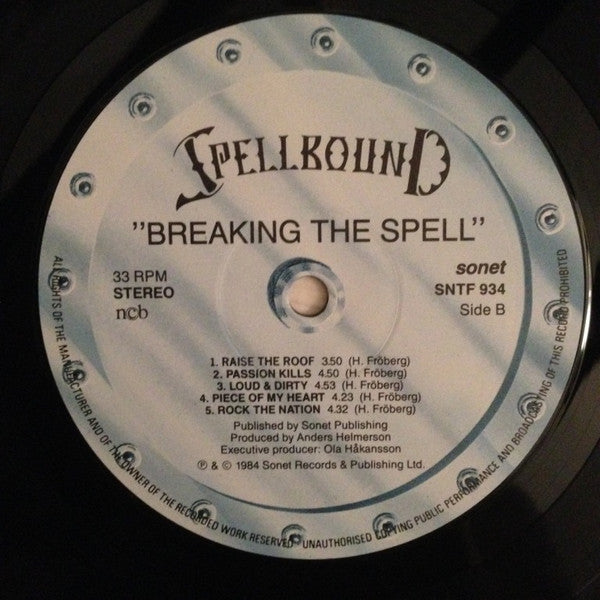 SPELLBOUND
"BREAKING THE SPELL"
33 RPM
STEREO
ncb
sonet
SNTF 934
Side B
1. RAISE THE ROOF 3.50 (H. Fröberg)
2. PASSION KILLS 4.50 (H. Fröberg)
3. LOUD & DIRTY 4.53 (H. Fröberg)
4. PIECE OF MY HEART 4.23 (H. Fröberg)
5. ROCK THE NATION 4.32 (H. Fröberg)
Published by Sonet Publishing
Produced by Anders Helmerson
Executive producer: Ola Håkansson
℗ & © 1984 Sonet Records & Publishing Ltd.
ALL RIGHTS OF THE MANUFACTURER AND OF THE OWNER OF THE RECORDED WORK RESERVED UNAUTHORISED COPYING PUBLIC PERFORMANCE AND BROADCASTING OF THIS RECORD PROHIBITED